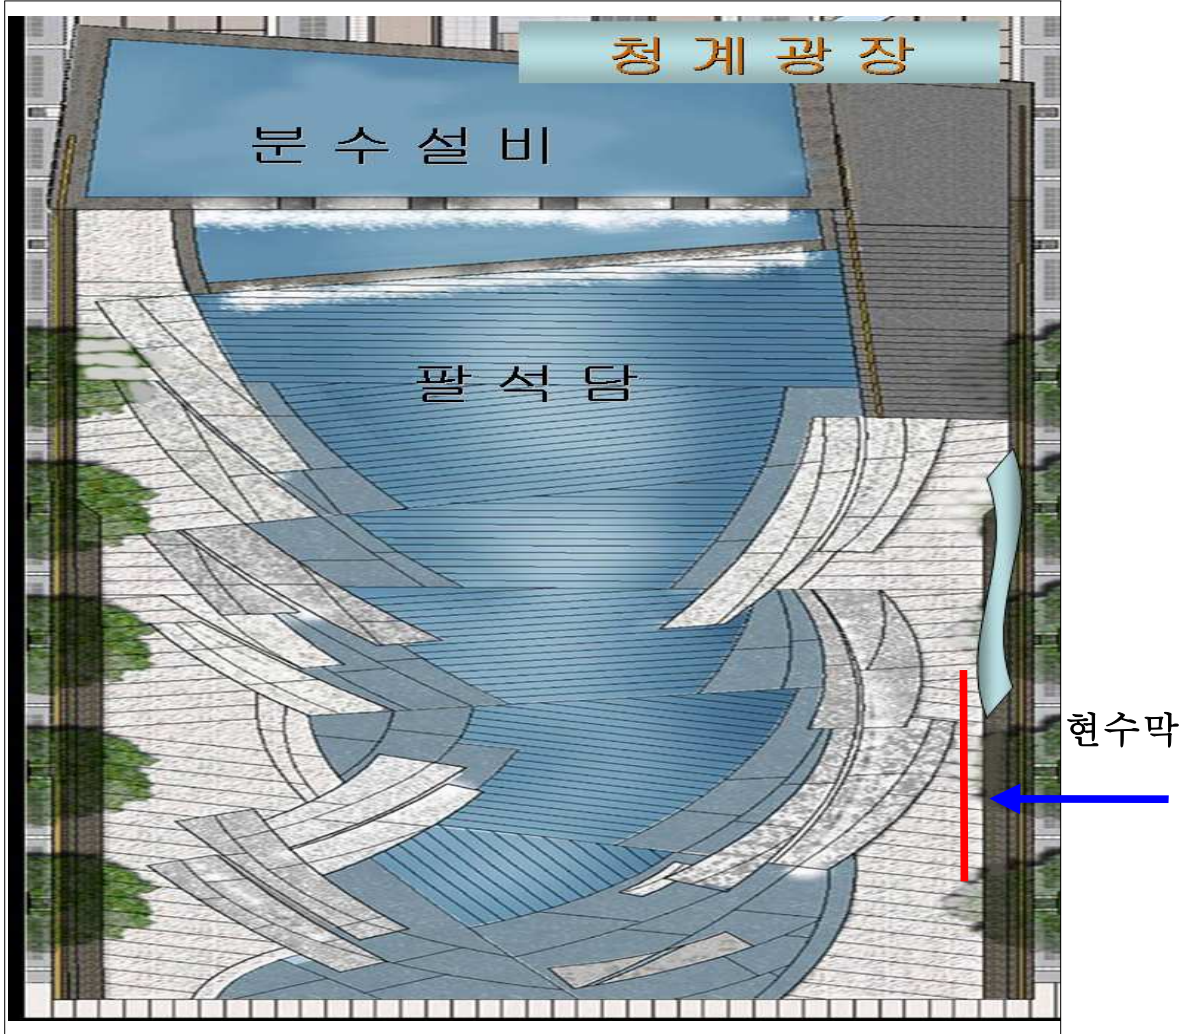 청 계 광 장
분 수 설 비
팔 석 담
현수막